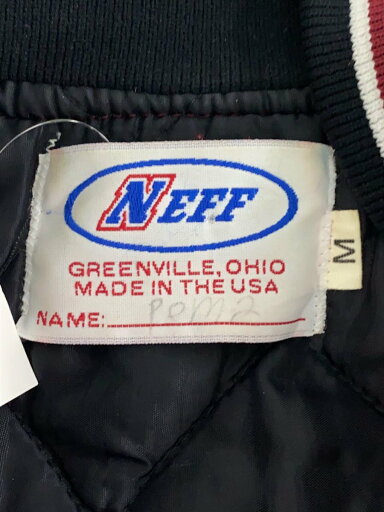 NEFF
GREENVILLE, OHIO
MADE IN THE USA
NAME:
M